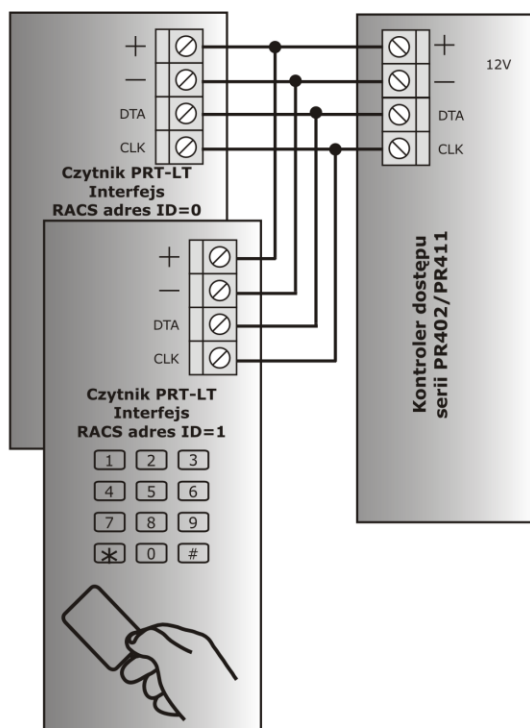 +
—
DTA
CLK
Czytnik PRT-LT
Interfejs
RACS adres ID=0
+
—
DTA
CLK
12V
Kontroler dostępu
serii PR402/PR411
+
—
DTA
CLK
Czytnik PRT-LT
Interfejs
RACS adres ID=1
1 2 3
4 5 6
7 8 9
* 0 #